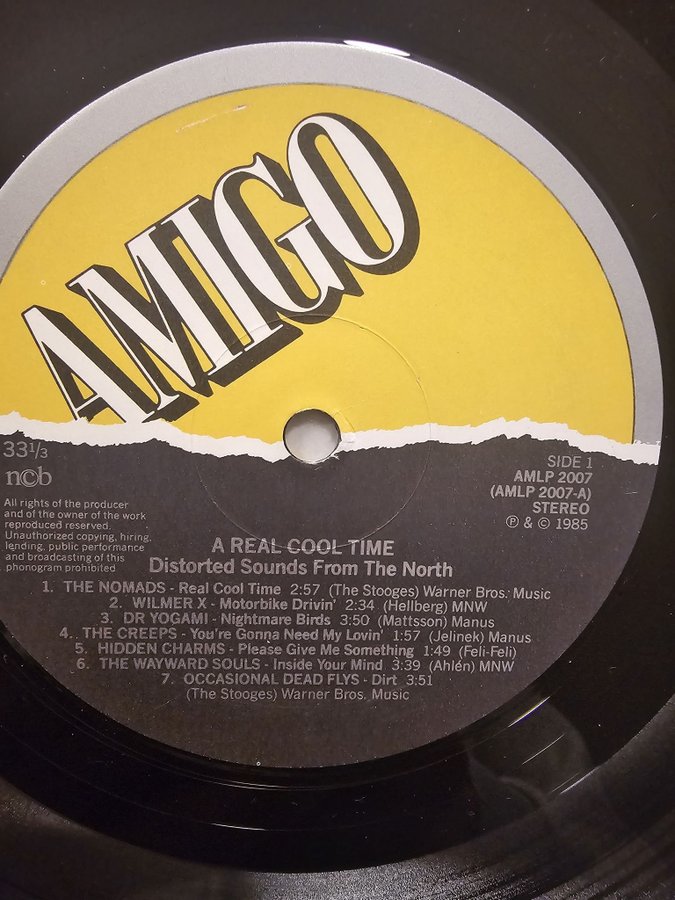 AMIGO
33 1/3
ncb
All rights of the producer
and of the owner of the work
reproduced reserved.
Unauthorized copying, hiring,
lending, public performance
and broadcasting of this
phonogram prohibited
SIDE 1
AMLP 2007
(AMLP 2007-A)
STEREO
Ⓟ & © 1985
A REAL COOL TIME
Distorted Sounds From The North
1. THE NOMADS - Real Cool Time 2:57 (The Stooges) Warner Bros. Music
2. WILMER X - Motorbike Drivin' 2:34 (Hellberg) MNW
3. DR YOGAMI - Nightmare Birds 3:50 (Mattsson) Manus
4. THE CREEPS - You're Gonna Need My Lovin' 1:57 (Jelinek) Manus
5. HIDDEN CHARMS - Please Give Me Something 1:49 (Feli-Feli)
6. THE WAYWARD SOULS - Inside Your Mind 3:39 (Ahlén) MNW
7. OCCASIONAL DEAD FLYS - Dirt 3:51
(The Stooges) Warner Bros. Music